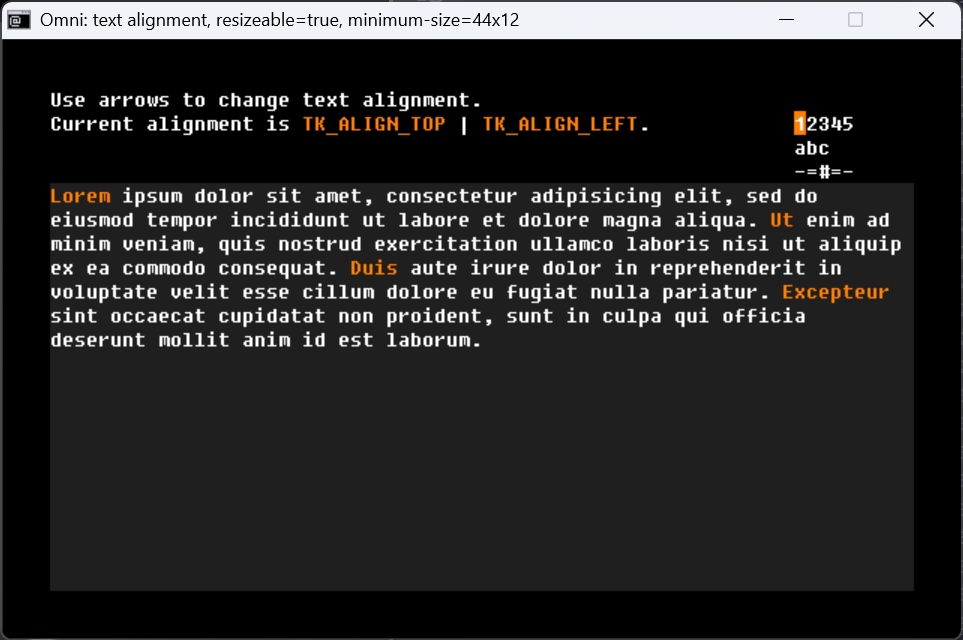 Omni: text alignment, resizeable=true, minimum-size=44x12
Use arrows to change text alignment.
Current alignment is TK_ALIGN_TOP | TK_ALIGN_LEFT.
12345
abc
-=#=-
Lorem ipsum dolor sit amet, consectetur adipisicing elit, sed do
eiusmod tempor incididunt ut labore et dolore magna aliqua. Ut enim ad
minim veniam, quis nostrud exercitation ullamco laboris nisi ut aliquip
ex ea commodo consequat. Duis aute irure dolor in reprehenderit in
voluptate velit esse cillum dolore eu fugiat nulla pariatur. Excepteur
sint occaecat cupidatat non proident, sunt in culpa qui officia
deserunt mollit anim id est laborum.